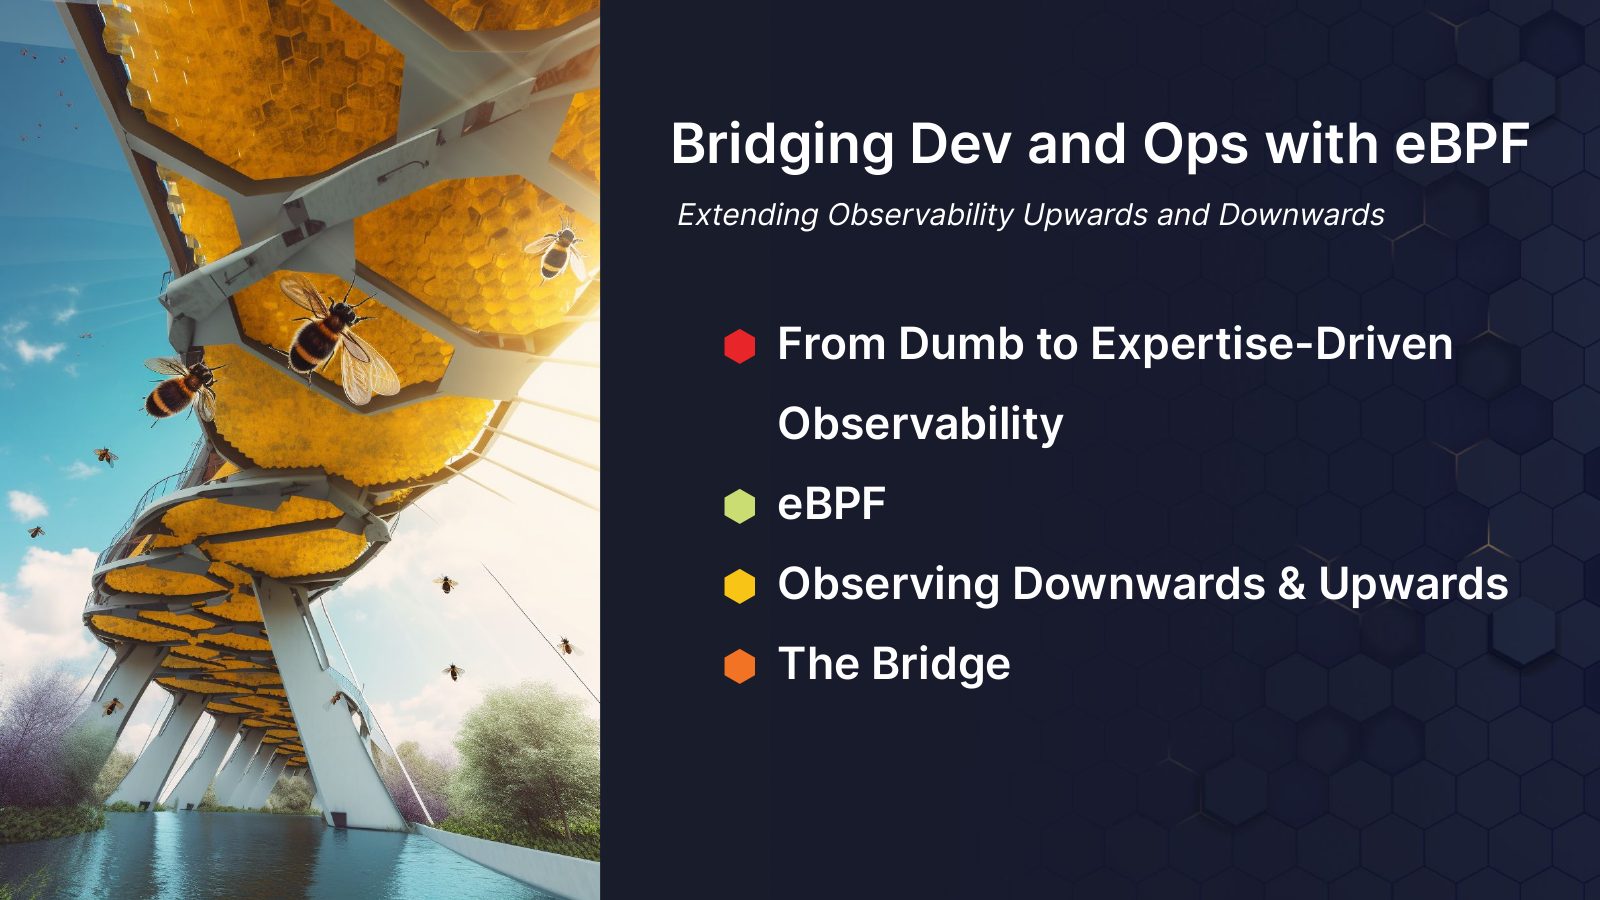 Bridging Dev and Ops with eBPF
Extending Observability Upwards and Downwards
From Dumb to Expertise-Driven
Observability
eBPF
Observing Downwards & Upwards
The Bridge